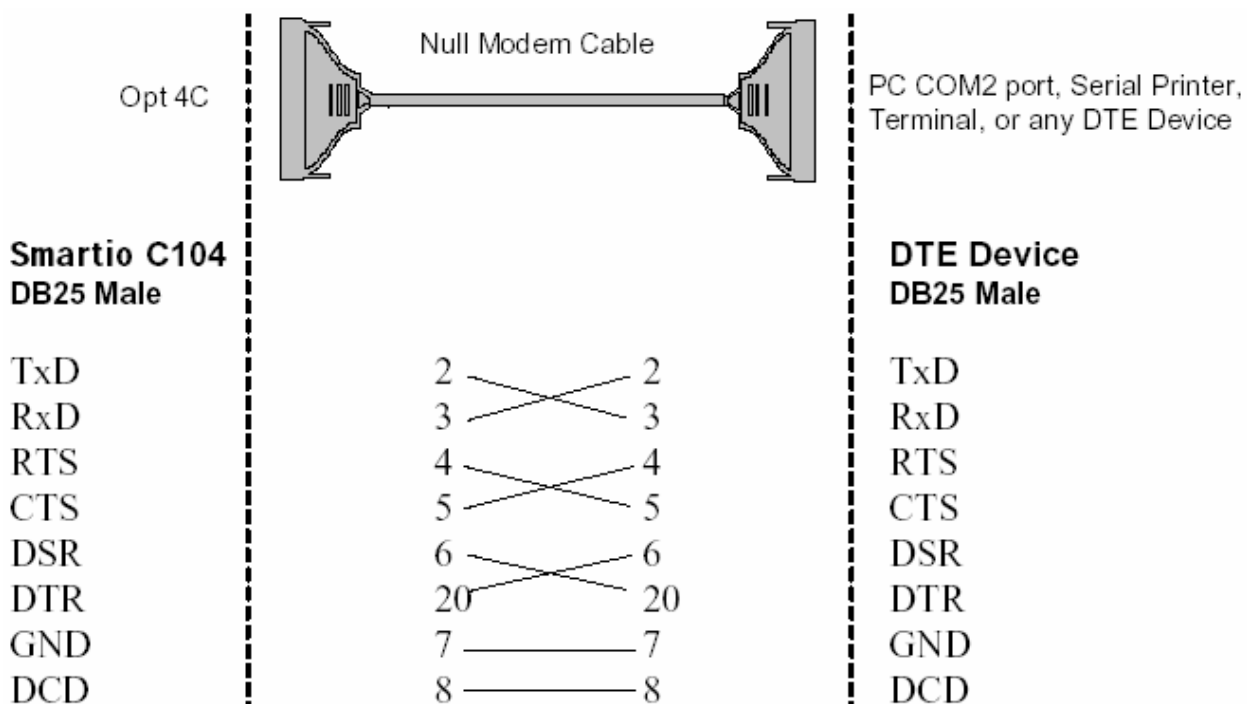 Null Modem Cable
Opt 4C
PC COM2 port, Serial Printer,
Terminal, or any DTE Device
Smartio C104
DB25 Male
DTE Device
DB25 Male
TxD 2 2 TxD
RxD 3 3 RxD
RTS 4 4 RTS
CTS 5 5 CTS
DSR 6 6 DSR
DTR 20 20 DTR
GND 7 7 GND
DCD 8 8 DCD